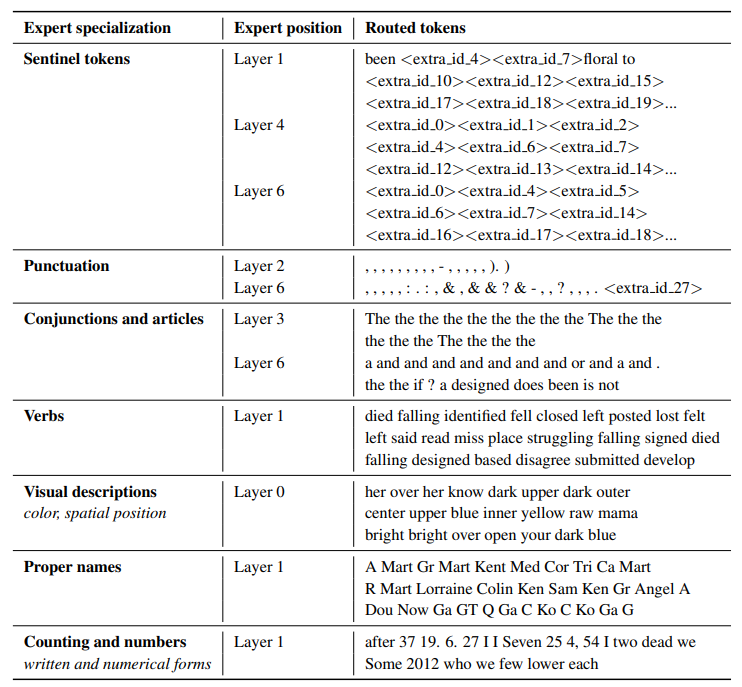 Expert specialization Expert position Routed tokens
Sentinel tokens Layer 1 been <extra_id_4><extra_id_7>floral to
<extra_id_10><extra_id_12><extra_id_15>
<extra_id_17><extra_id_18><extra_id_19>...
Layer 4 <extra_id_0><extra_id_1><extra_id_2>
<extra_id_4><extra_id_6><extra_id_7>
<extra_id_12><extra_id_13><extra_id_14>...
Layer 6 <extra_id_0><extra_id_4><extra_id_5>
<extra_id_6><extra_id_7><extra_id_14>
<extra_id_16><extra_id_17><extra_id_18>...
Punctuation Layer 2 , , , , , , , , , - , , , , , ). )
Layer 6 , , , , , : . : , & , & & ? & - , , ? , , , . <extra_id_27>
Conjunctions and articles Layer 3 The the the the the the the the the The the the
the the the The the the the
Layer 6 a and and and and and and and or and a and .
the the if ? a designed does been is not
Verbs Layer 1 died falling identified fell closed left posted lost felt
left said read miss place struggling falling signed died
falling designed based disagree submitted develop
Visual descriptions Layer 0 her over her know dark upper dark outer
color, spatial position center upper blue inner yellow raw mama
bright bright over open your dark blue
Proper names Layer 1 A Mart Gr Mart Kent Med Cor Tri Ca Mart
R Mart Lorraine Colin Ken Sam Ken Gr Angel A
Dou Now Ga GT Q Ga C Ko C Ko Ga G
Counting and numbers Layer 1 after 37 19. 6. 27 I I Seven 25 4, 54 I two dead we
written and numerical forms Some 2012 who we few lower each